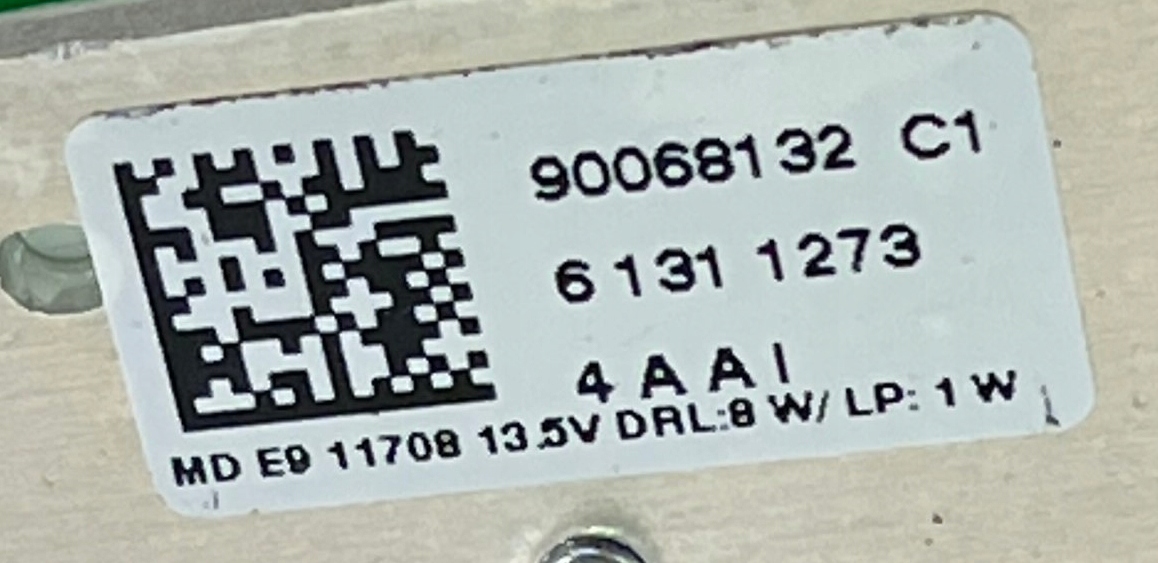 90068132 C1
6 131 1273
4 A A I
MD E9 11708 13.5V DRL:8 W/ LP: 1 W